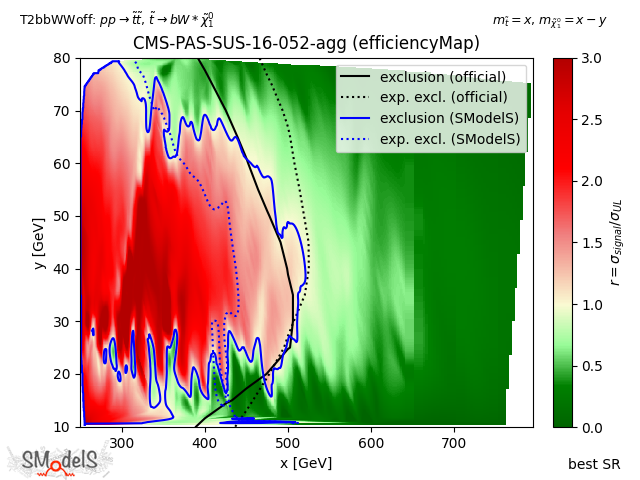 T2bbWWoff: pp → t̃t̃, t̃ → bW* χ̃₁⁰
m_t̃ = x, m_χ̃₁⁰ = x − y
CMS-PAS-SUS-16-052-agg (efficiencyMap)
exclusion (official)
exp. excl. (official)
exclusion (SModelS)
exp. excl. (SModelS)
80
70
60
50
40
30
20
10
y [GeV]
300
400
500
600
700
x [GeV]
3.0
2.5
2.0
1.5
1.0
0.5
0.0
r = σ_signal/σ_UL
best SR
SModelS